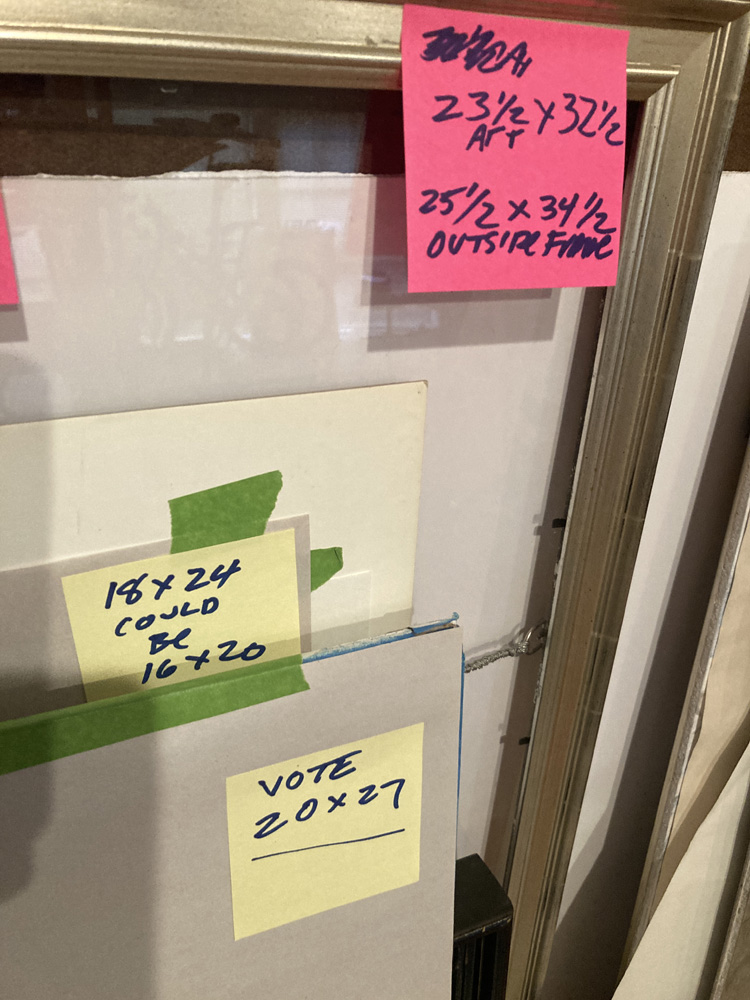 23 1/2 x 32 1/2
ART
25 1/2 x 34 1/2
OUTSIDE FRAME
18 x 24
COULD
BE
16 x 20
VOTE
20 x 27